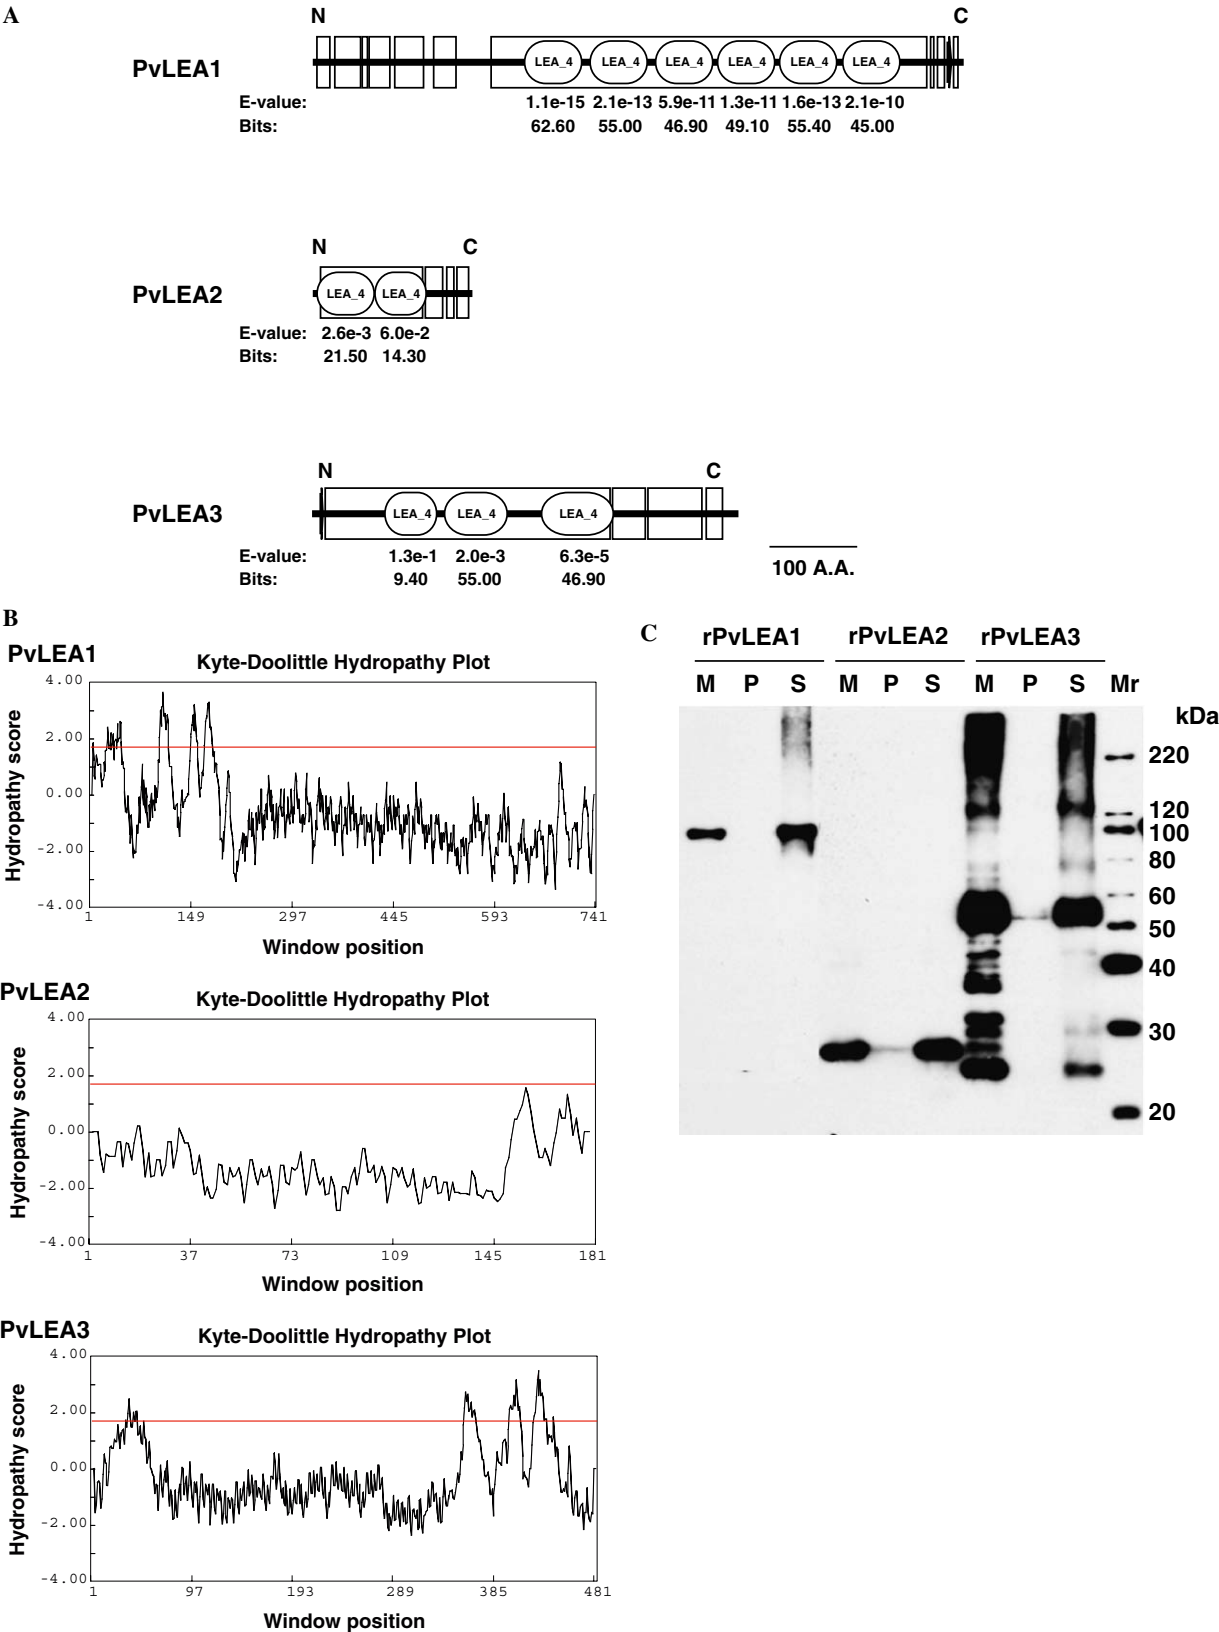 A
N C
PvLEA1
LEA_4 LEA_4 LEA_4 LEA_4 LEA_4 LEA_4
E-value: 1.1e-15 2.1e-13 5.9e-11 1.3e-11 1.6e-13 2.1e-10
Bits: 62.60 55.00 46.90 49.10 55.40 45.00
N C
PvLEA2
LEA_4 LEA_4
E-value: 2.6e-3 6.0e-2
Bits: 21.50 14.30
N C
PvLEA3
LEA_4 LEA_4 LEA_4
E-value: 1.3e-1 2.0e-3 6.3e-5
Bits: 9.40 55.00 46.90
100 A.A.
B
PvLEA1
Kyte-Doolittle Hydropathy Plot
Hydropathy score
4.00
2.00
0.00
-2.00
-4.00
1 149 297 445 593 741
Window position
PvLEA2
Kyte-Doolittle Hydropathy Plot
Hydropathy score
4.00
2.00
0.00
-2.00
-4.00
1 37 73 109 145 181
Window position
PvLEA3
Kyte-Doolittle Hydropathy Plot
Hydropathy score
4.00
2.00
0.00
-2.00
-4.00
1 97 193 289 385 481
Window position
C
rPvLEA1 rPvLEA2 rPvLEA3
M P S M P S M P S Mr
kDa
220
120
100
80
60
50
40
30
20